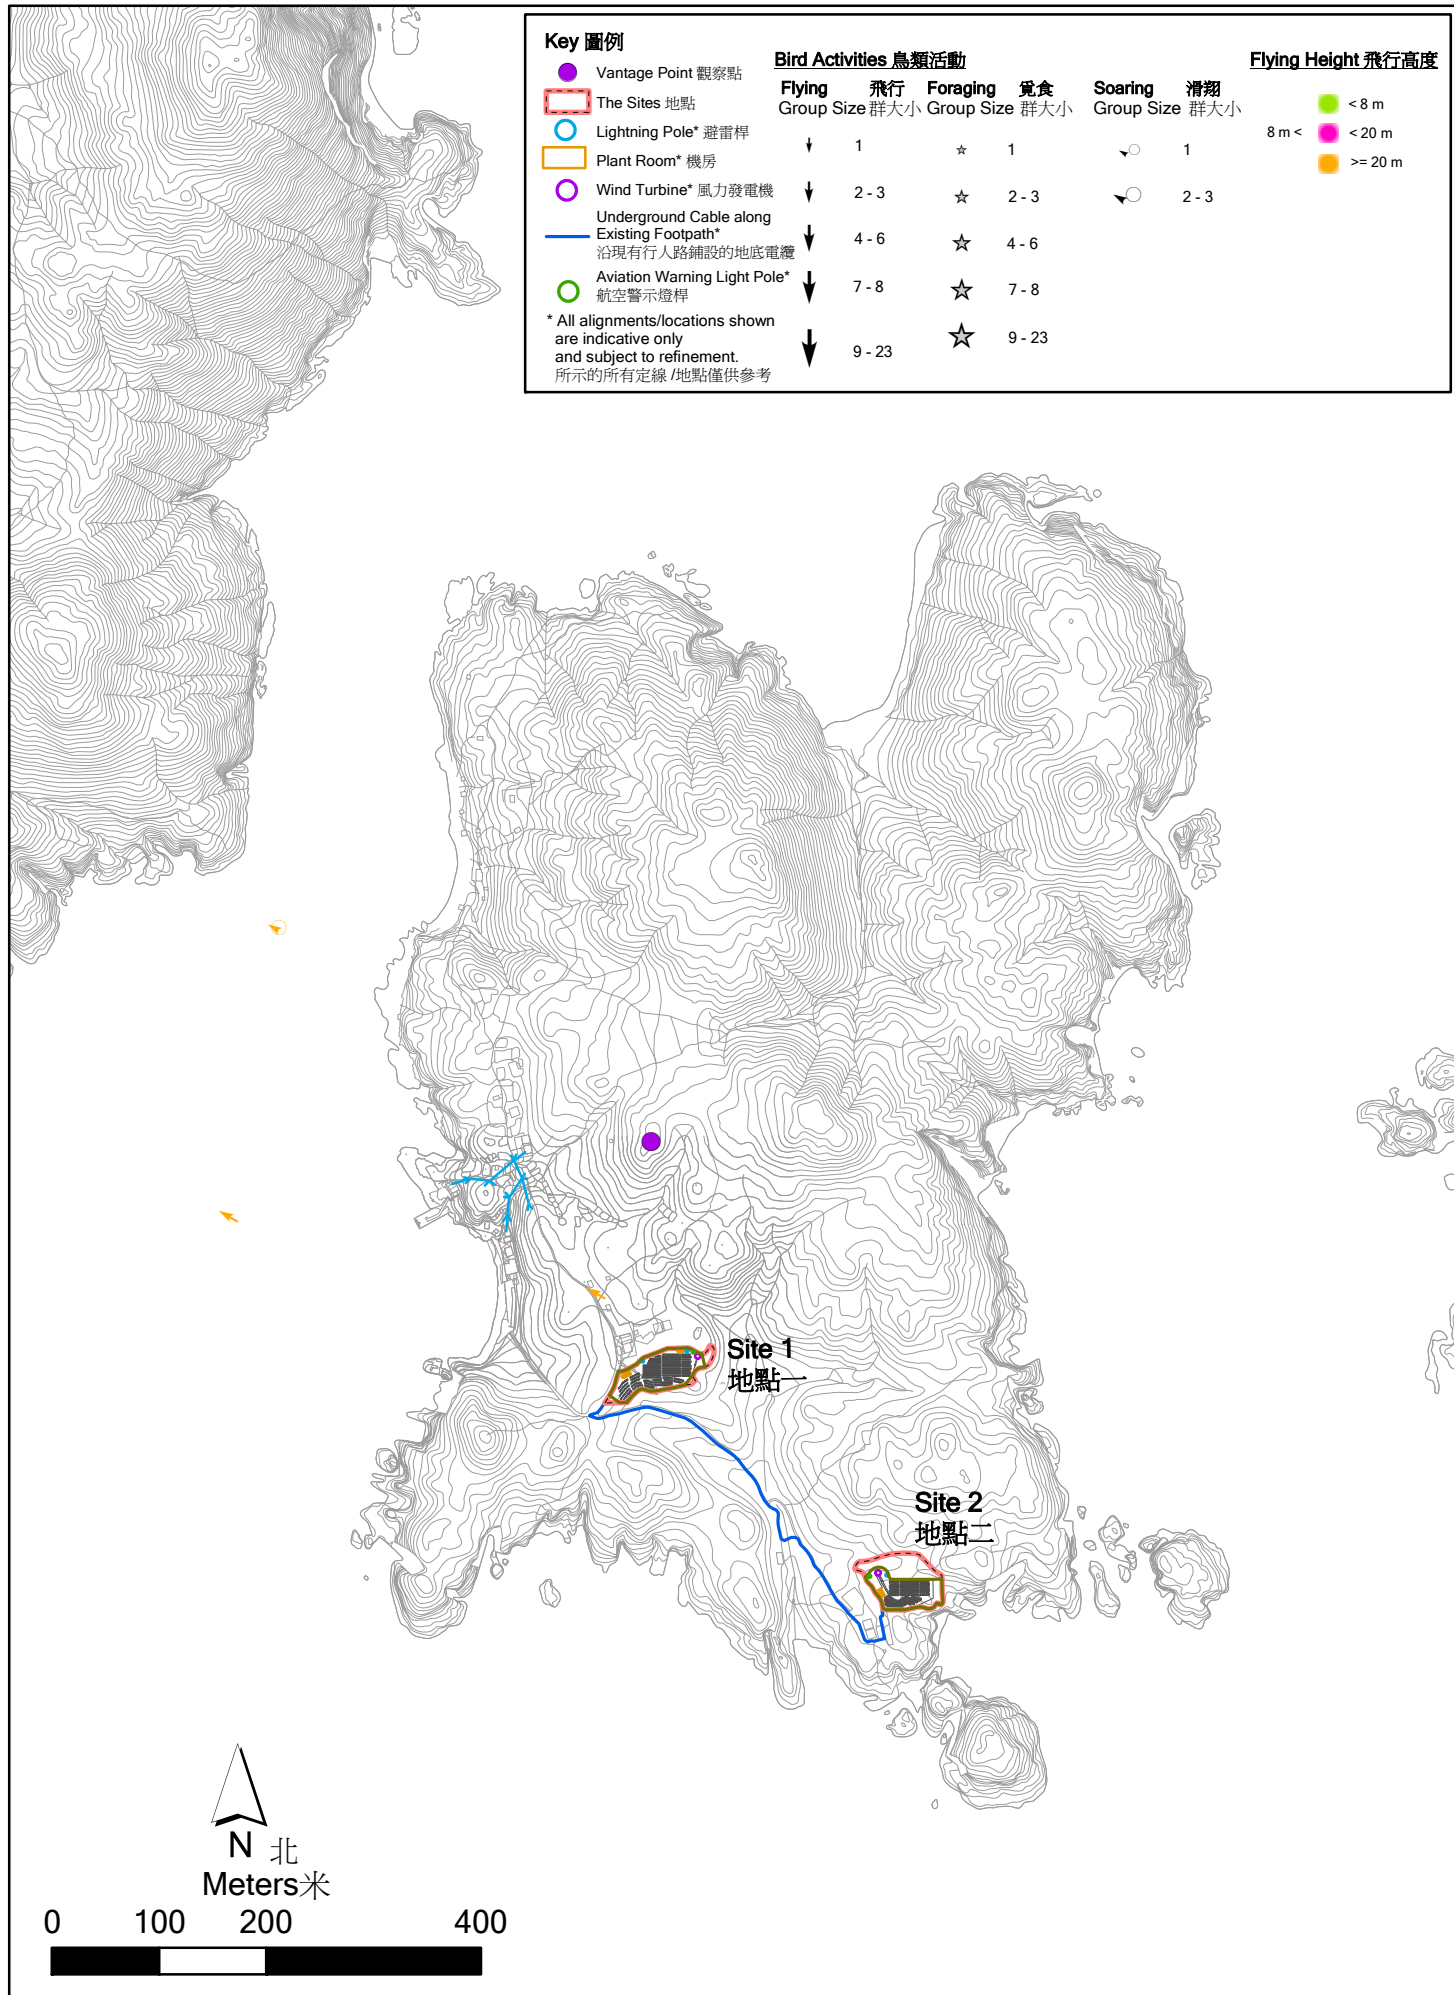 Key 圖例
Vantage Point 觀察點
The Sites 地點
Lightning Pole* 避雷桿
Plant Room* 機房
Wind Turbine* 風力發電機
Underground Cable along
Existing Footpath*
沿現有行人路鋪設的地底電纜
Aviation Warning Light Pole*
航空警示燈桿
* All alignments/locations shown
are indicative only
and subject to refinement.
所示的所有定線 /地點僅供參考
Bird Activities 鳥類活動
Flying 飛行 Foraging 覓食 Soaring 滑翔
Group Size 群大小 Group Size 群大小 Group Size 群大小
1 1 1
2 - 3 2 - 3 2 - 3
4 - 6 4 - 6
7 - 8 7 - 8
9 - 23 9 - 23
Flying Height 飛行高度
< 8 m
8 m < < 20 m
>= 20 m
Site 1
地點一
Site 2
地點二
N 北
Meters米
0 100 200 400